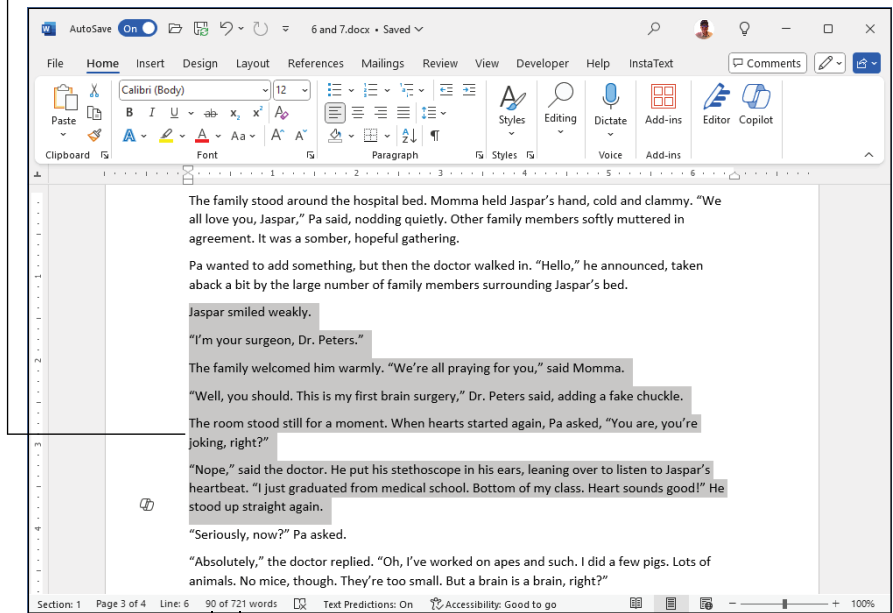 AutoSave On 6 and 7.docx • Saved
File Home Insert Design Layout References Mailings Review View Developer Help InstaText Comments
Calibri (Body) 12
Paste B I U ab x₂ x² A Styles Editing Dictate Add-ins Editor Copilot
A A Aa A^ A˅
Clipboard Font Paragraph Styles Voice Add-ins
1 2 3 4 5 6
The family stood around the hospital bed. Momma held Jaspar’s hand, cold and clammy. “We
all love you, Jaspar,” Pa said, nodding quietly. Other family members softly muttered in
agreement. It was a somber, hopeful gathering.
Pa wanted to add something, but then the doctor walked in. “Hello,” he announced, taken
aback a bit by the large number of family members surrounding Jaspar’s bed.
Jaspar smiled weakly.
“I’m your surgeon, Dr. Peters.”
The family welcomed him warmly. “We’re all praying for you,” said Momma.
“Well, you should. This is my first brain surgery,” Dr. Peters said, adding a fake chuckle.
The room stood still for a moment. When hearts started again, Pa asked, “You are, you’re
joking, right?”
“Nope,” said the doctor. He put his stethoscope in his ears, leaning over to listen to Jaspar’s
heartbeat. “I just graduated from medical school. Bottom of my class. Heart sounds good!” He
stood up straight again.
“Seriously, now?” Pa asked.
“Absolutely,” the doctor replied. “Oh, I’ve worked on apes and such. I did a few pigs. Lots of
animals. No mice, though. They’re too small. But a brain is a brain, right?”
Section: 1 Page 3 of 4 Line: 6 90 of 721 words Text Predictions: On Accessibility: Good to go 100%